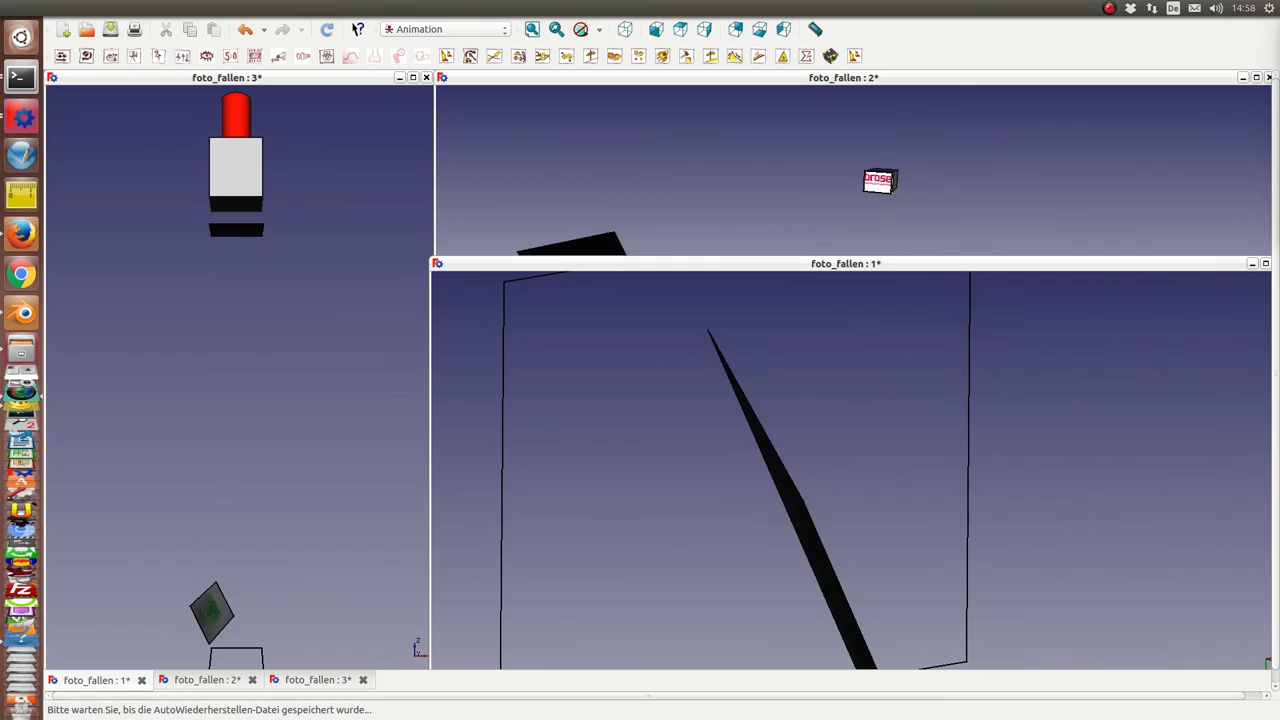 De
14:58
Animation
foto_fallen : 3*
foto_fallen : 2*
foto_fallen : 1*
foto_fallen : 1*
foto_fallen : 2*
foto_fallen : 3*
Bitte warten Sie, bis die AutoWiederherstellen-Datei gespeichert wurde...